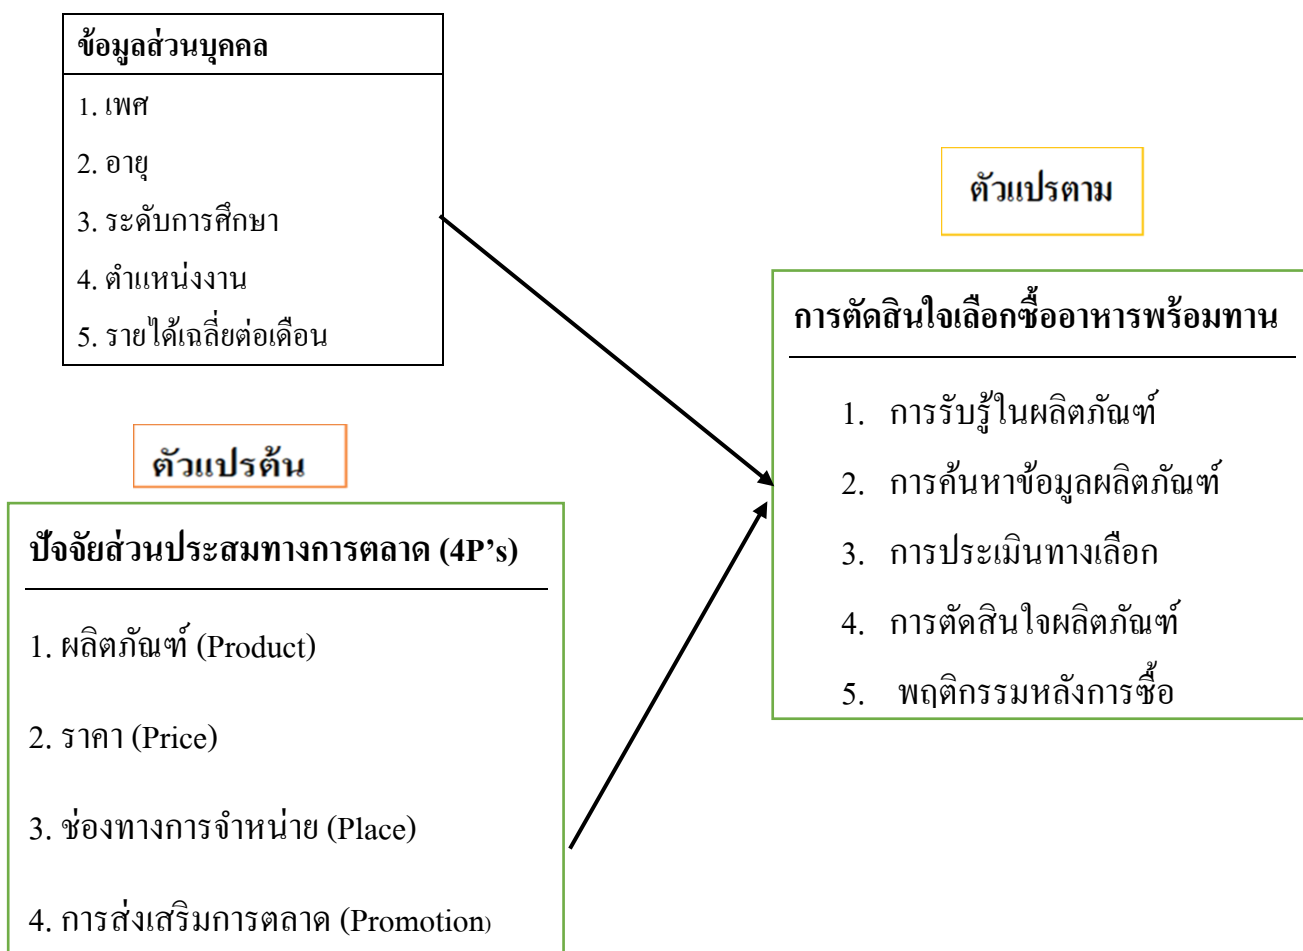 ข้อมูลส่วนบุคคล
1. เพศ
2. อายุ
3. ระดับการศึกษา
4. ตำแหน่งงาน
5. รายได้เฉลี่ยต่อเดือน
ตัวแปรต้น
ปัจจัยส่วนประสมทางการตลาด (4P’s)
1. ผลิตภัณฑ์ (Product)
2. ราคา (Price)
3. ช่องทางการจำหน่าย (Place)
4. การส่งเสริมการตลาด (Promotion)
ตัวแปรตาม
การตัดสินใจเลือกซื้ออาหารพร้อมทาน
1. การรับรู้ในผลิตภัณฑ์
2. การค้นหาข้อมูลผลิตภัณฑ์
3. การประเมินทางเลือก
4. การตัดสินใจผลิตภัณฑ์
5. พฤติกรรมหลังการซื้อ